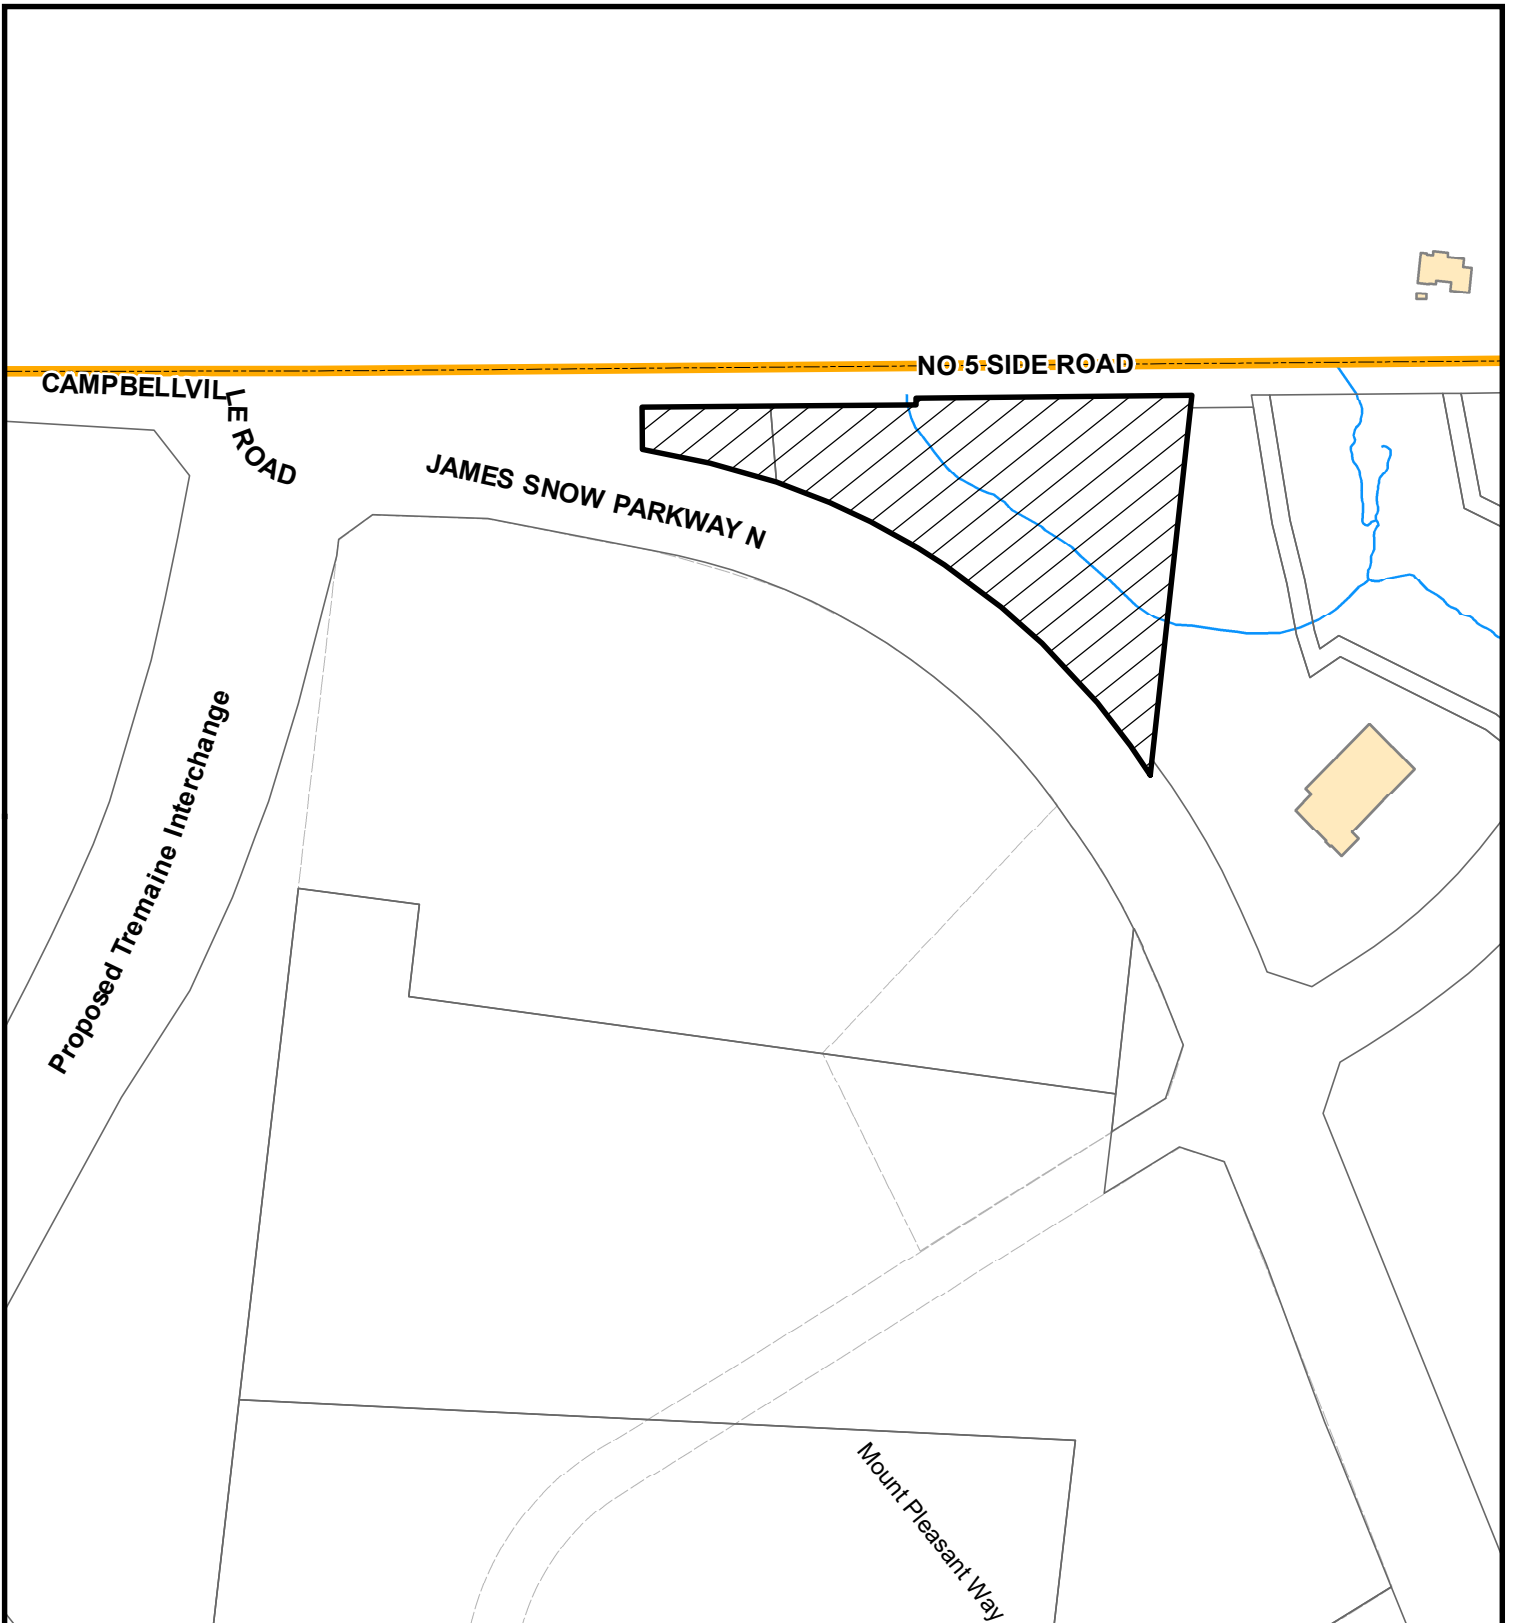 NO 5 SIDE ROAD
CAMPBELLVILLE ROAD
JAMES SNOW PARKWAY N
Proposed Tremaine Interchange
Mount Pleasant Way